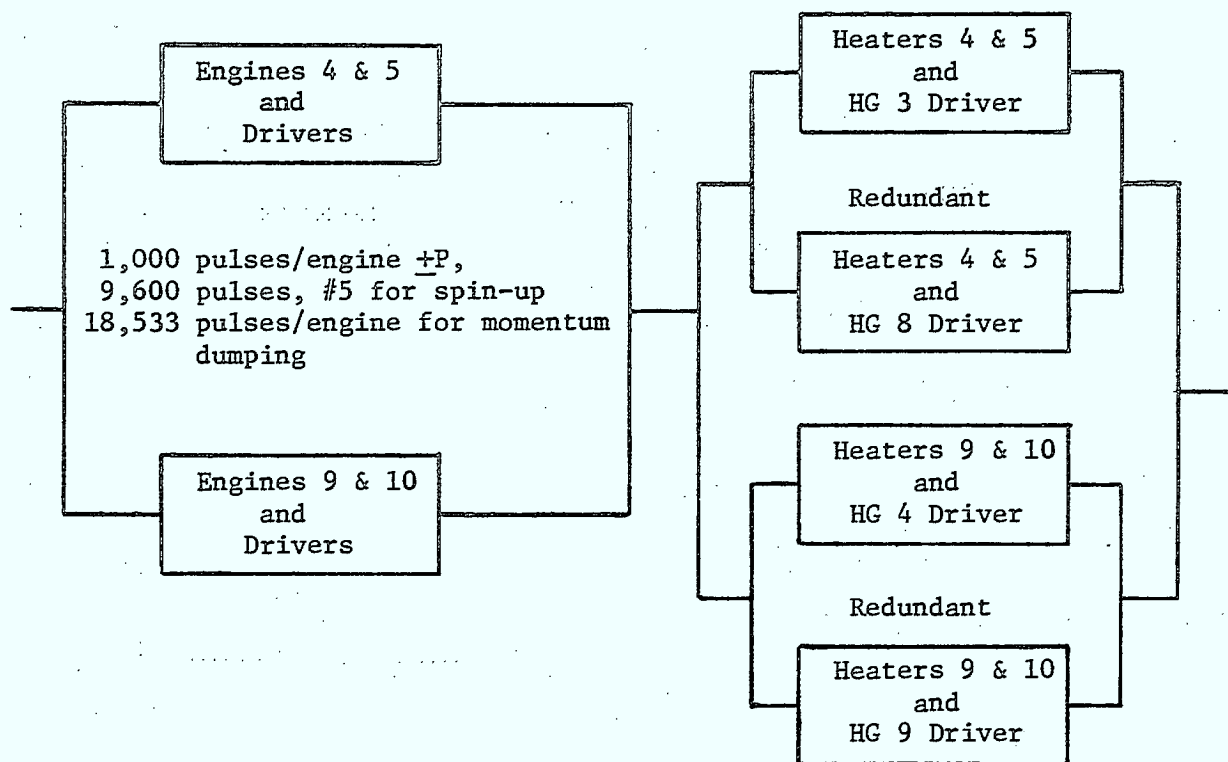 Engines 4 & 5
and
Drivers
1,000 pulses/engine ±P,
9,600 pulses, #5 for spin-up
18,533 pulses/engine for momentum
dumping
Engines 9 & 10
and
Drivers
Heaters 4 & 5
and
HG 3 Driver
Redundant
Heaters 4 & 5
and
HG 8 Driver
Heaters 9 & 10
and
HG 4 Driver
Redundant
Heaters 9 & 10
and
HG 9 Driver